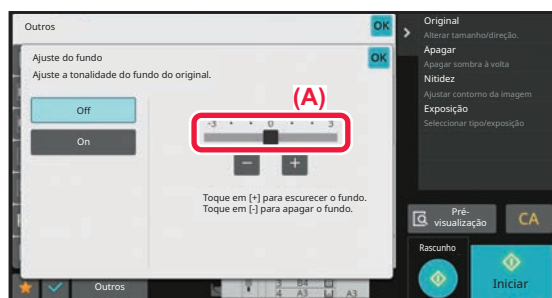 Outros
OK
Ajuste do fundo
OK
Ajuste a tonalidade do fundo do original.
Off
On
(A)
-3 • • 0 • • 3
− +
Toque em [+] para escurecer o fundo.
Toque em [-] para apagar o fundo.
Original
Alterar tamanho/direção.
Apagar
Apagar sombra à volta
Nitidez
Ajustar contorno da imagem
Exposição
Seleccionar tipo/exposição
Pré-
visualização
CA
Rascunho
Iniciar
Outros
3 B4
4 A3 A3